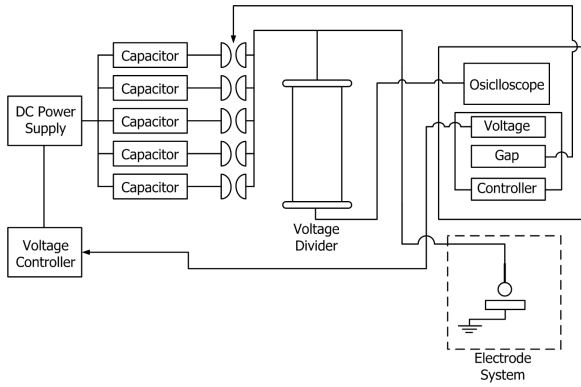 Capacitor
Capacitor
Capacitor
Capacitor
Capacitor
DC Power
Supply
Voltage
Controller
Voltage
Divider
Osiclloscope
Voltage
Gap
Controller
Electrode
System